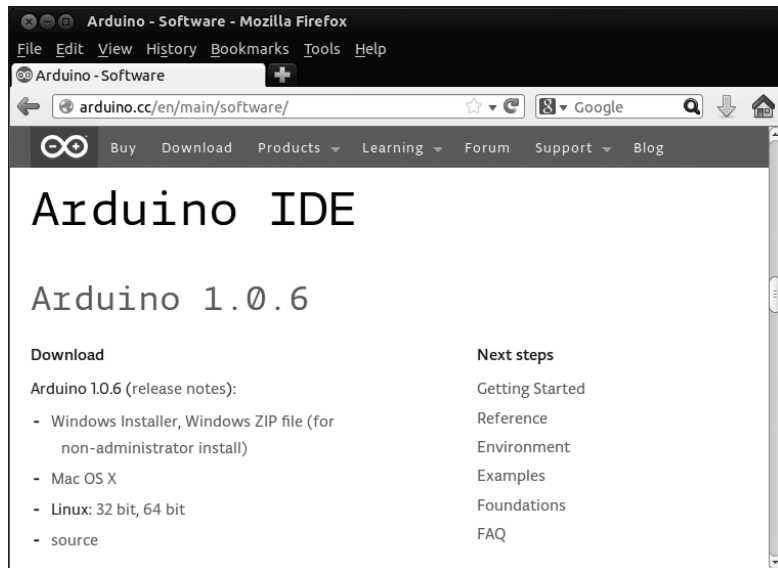 Arduino - Software - Mozilla Firefox
File Edit View History Bookmarks Tools Help
Arduino - Software
arduino.cc/en/main/software/
Google
Buy Download Products Learning Forum Support Blog
Arduino IDE
Arduino 1.0.6
Download
Arduino 1.0.6 (release notes):
- Windows Installer, Windows ZIP file (for
non-administrator install)
- Mac OS X
- Linux: 32 bit, 64 bit
- source
Next steps
Getting Started
Reference
Environment
Examples
Foundations
FAQ